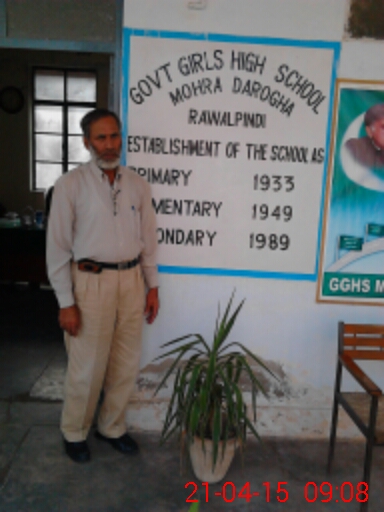 GOVT GIRLS HIGH SCHOOL
MOHRA DAROGHA
RAWALPINDI
ESTABLISHMENT OF THE SCHOOL AS
PRIMARY 1933
MENTARY 1949
ONDARY 1989
GGHS M
21-04-15 09:08